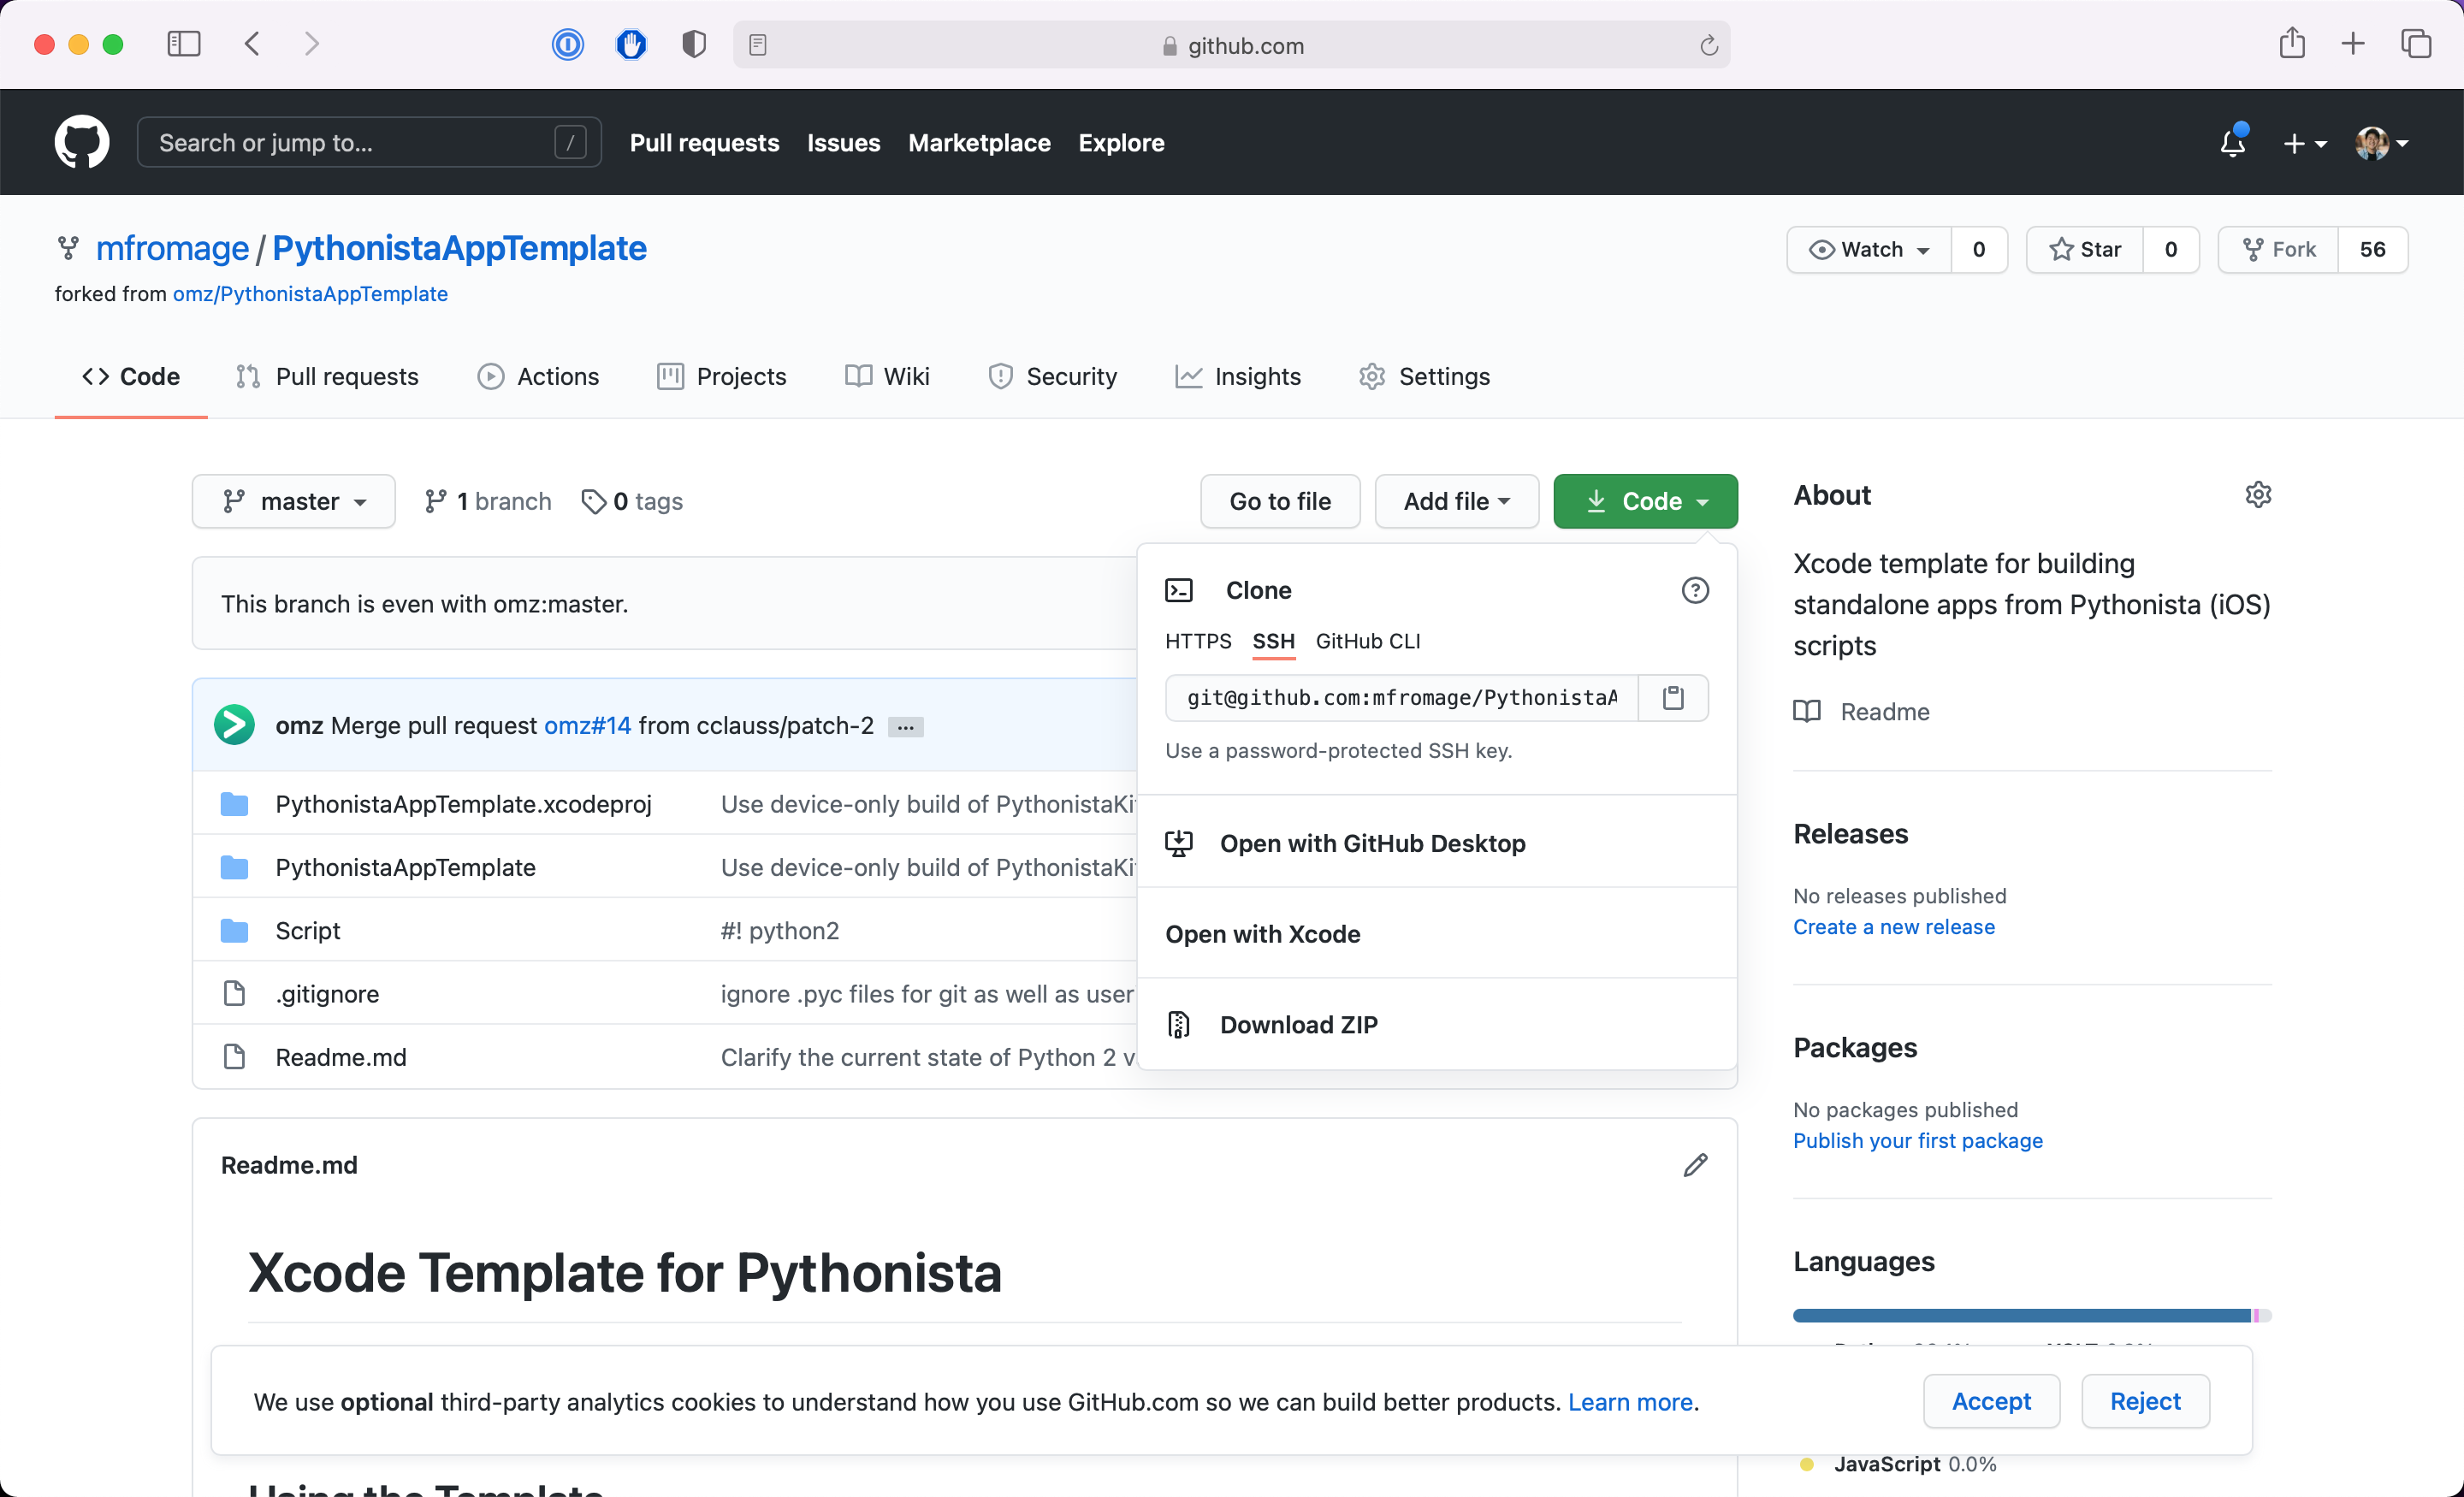 github.com
Search or jump to...
/
Pull requests
Issues
Marketplace
Explore
mfromage / PythonistaAppTemplate
forked from omz/PythonistaAppTemplate
Watch 0
Star 0
Fork 56
Code
Pull requests
Actions
Projects
Wiki
Security
Insights
Settings
master
1 branch
0 tags
Go to file
Add file
Code
This branch is even with omz:master.
omz Merge pull request omz#14 from cclauss/patch-2 ...
PythonistaAppTemplate.xcodeproj
Use device-only build of
PythonistaAppTemplate
Use device-only build of
Script
#! python2
.gitignore
ignore .pyc files for git as well as user
Readme.md
Clarify the current state of Python 2
Clone
HTTPS
SSH
GitHub CLI
git@github.com:mfromage/PythonistaA
Use a password-protected SSH key.
Open with GitHub Desktop
Open with Xcode
Download ZIP
Readme.md
Xcode Template for Pythonista
Using the Template
About
Xcode template for building
standalone apps from Pythonista (iOS)
scripts
Readme
Releases
No releases published
Create a new release
Packages
No packages published
Publish your first package
Languages
JavaScript 0.0%
We use optional third-party analytics cookies to understand how you use GitHub.com so we can build better products. Learn more.
Accept
Reject